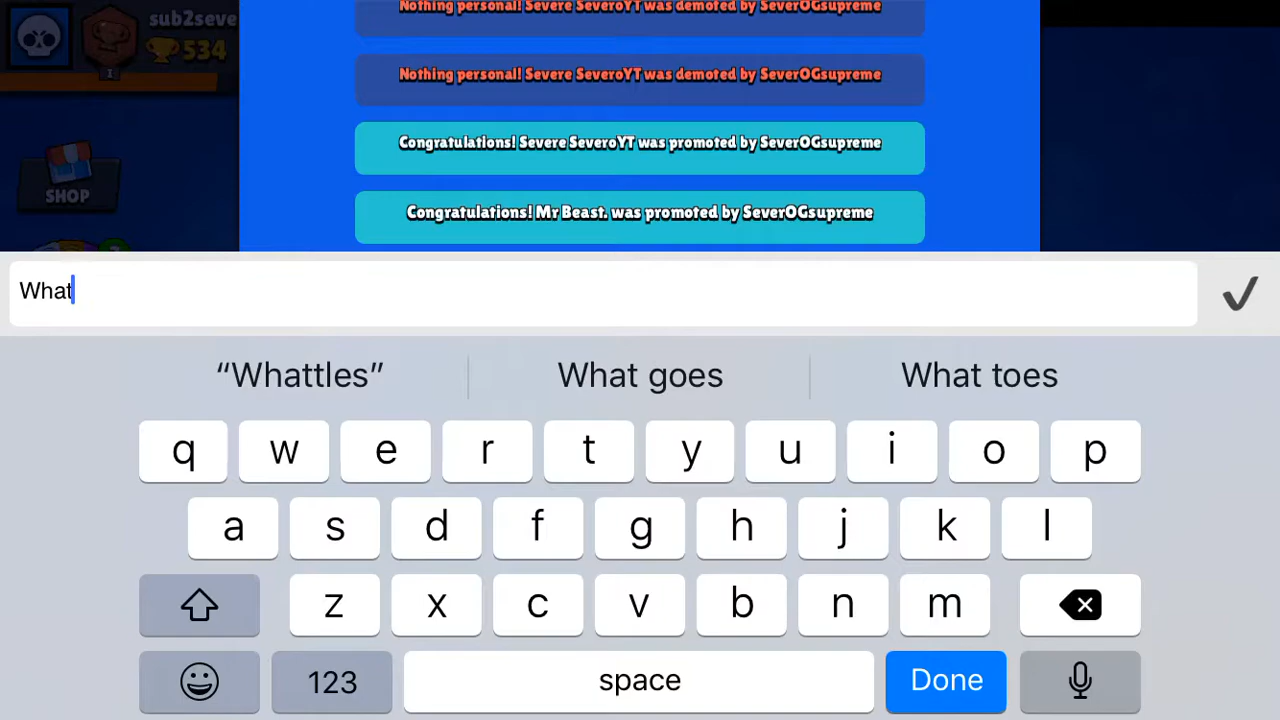 sub2seve
534
I
SHOP
Nothing personal! Severe SeveroYT was demoted by SeverOGsupreme
Nothing personal! Severe SeveroYT was demoted by SeverOGsupreme
Congratulations! Severe SeveroYT was promoted by SeverOGsupreme
Congratulations! Mr Beast. was promoted by SeverOGsupreme
What
“Whattles” What goes What toes
q w e r t y u i o p
a s d f g h j k l
z x c v b n m
123 space Done